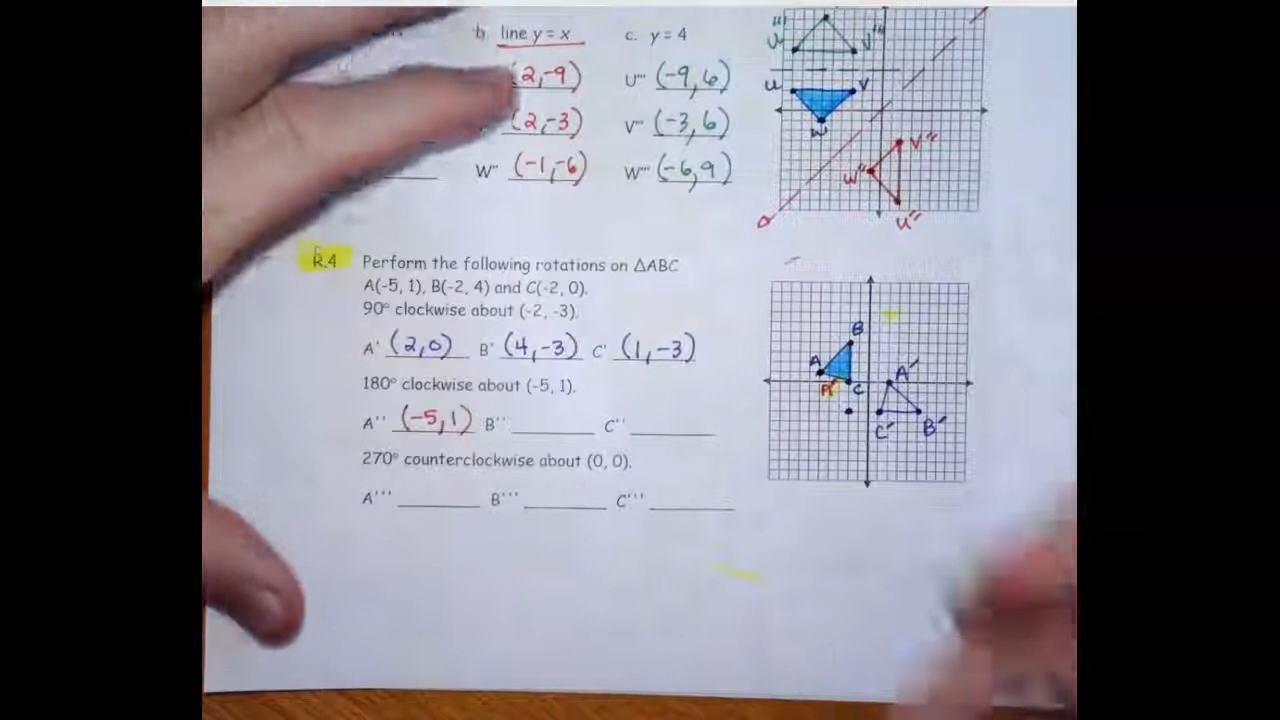 b. line y = x c. y = 4
(2,-9) U''' (-9,6)
(2,-3) V''' (-3,6)
W'' (-1,-6) W''' (-6,9)
U''' V'''
U V
W
V''
W''
U''
R.4 Perform the following rotations on ΔABC
A(-5, 1), B(-2, 4) and C(-2, 0).
90° clockwise about (-2, -3).
A' (2,0) B' (4,-3) C' (1,-3)
180° clockwise about (-5, 1).
A'' (-5,1) B'' C''
270° counterclockwise about (0, 0).
A''' B''' C'''
B
A A'
A'' C
C' B'